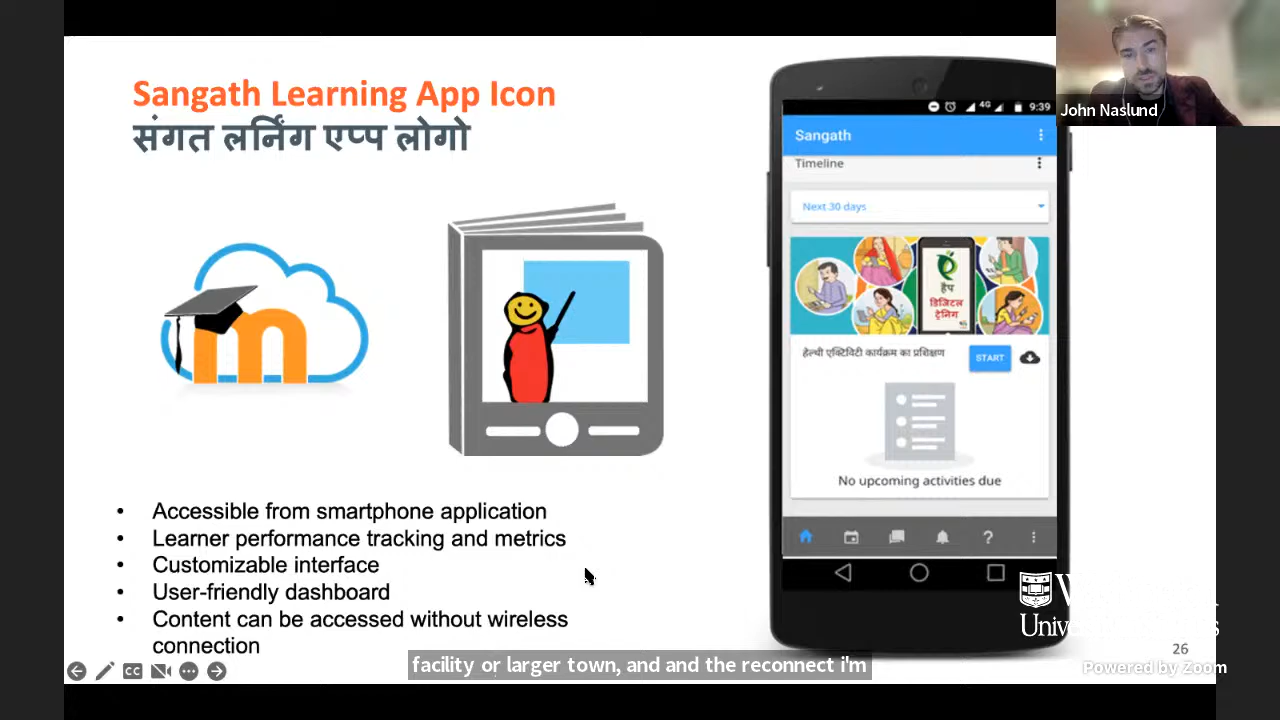 Sangath Learning App Icon
संगत लर्निंग एप्प लोगो
John Naslund
4G
9:39
Sangath
Timeline
Next 30 days
हैप
डिजिटल
ट्रेनिंग
हेल्थी एक्टिविटी कार्यक्रम का प्रशिक्षण
START
No upcoming activities due
?
m
• Accessible from smartphone application
• Learner performance tracking and metrics
• Customizable interface
• User-friendly dashboard
• Content can be accessed without wireless
connection
CC
facility or larger town, and and the reconnect i'm
26
Powered by Zoom